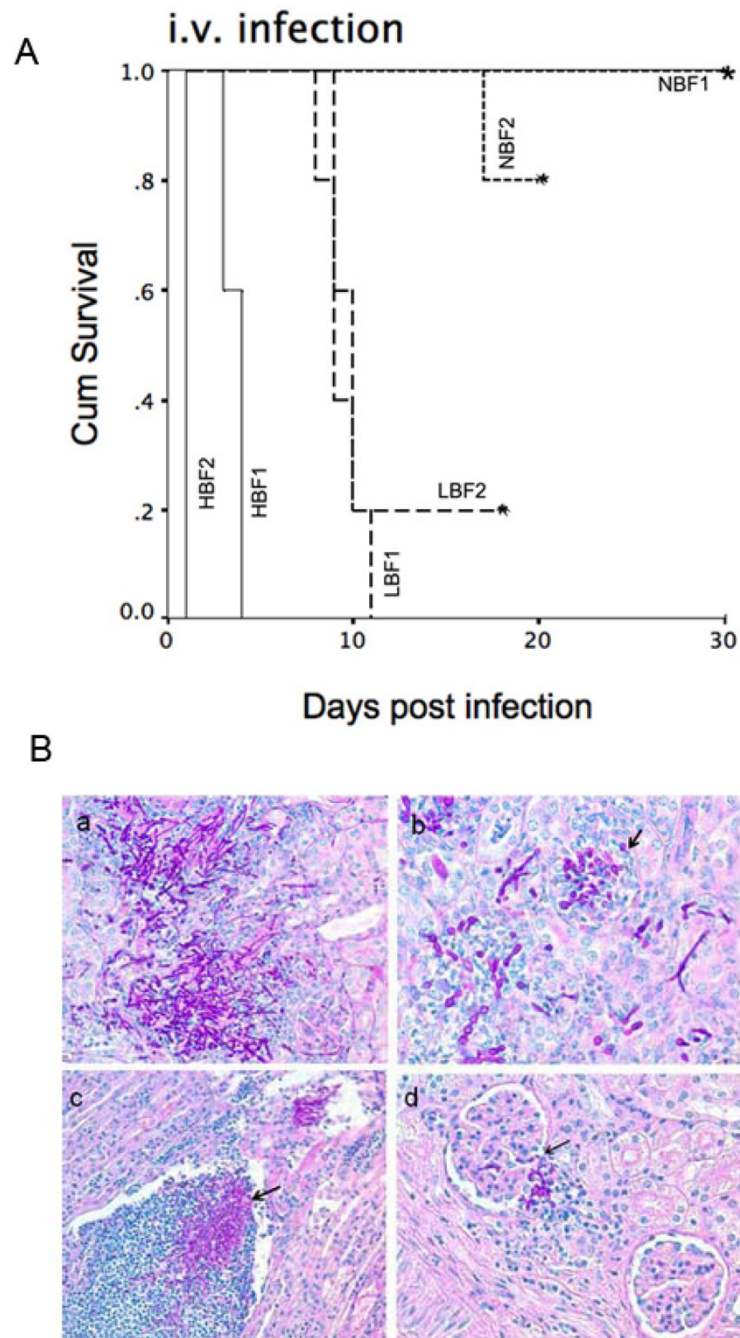 i.v. infection
A
1.0
.8
.6
.4
.2
0.0
Cum Survival
0
10
20
30
Days post infection
HBF2
HBF1
LBF2
LBF1
NBF2
NBF1
*
*
*
B
a
b
c
d